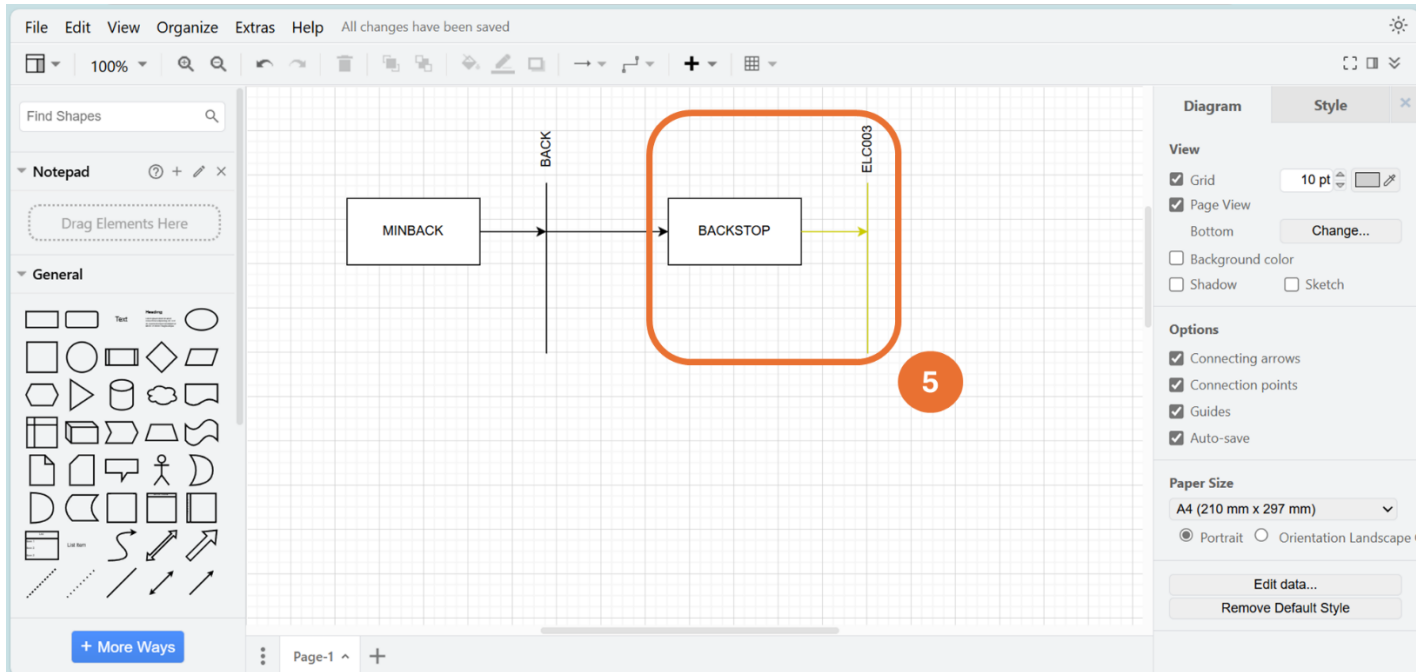 File Edit View Organize Extras Help All changes have been saved
100%
Find Shapes
Notepad
Drag Elements Here
General
Text
Heading
List Item
+ More Ways
BACK
ELC003
MINBACK
BACKSTOP
5
Page-1
Diagram Style
View
Grid 10 pt
Page View
Bottom Change...
Background color
Shadow Sketch
Options
Connecting arrows
Connection points
Guides
Auto-save
Paper Size
A4 (210 mm x 297 mm)
Portrait Orientation Landscape
Edit data...
Remove Default Style